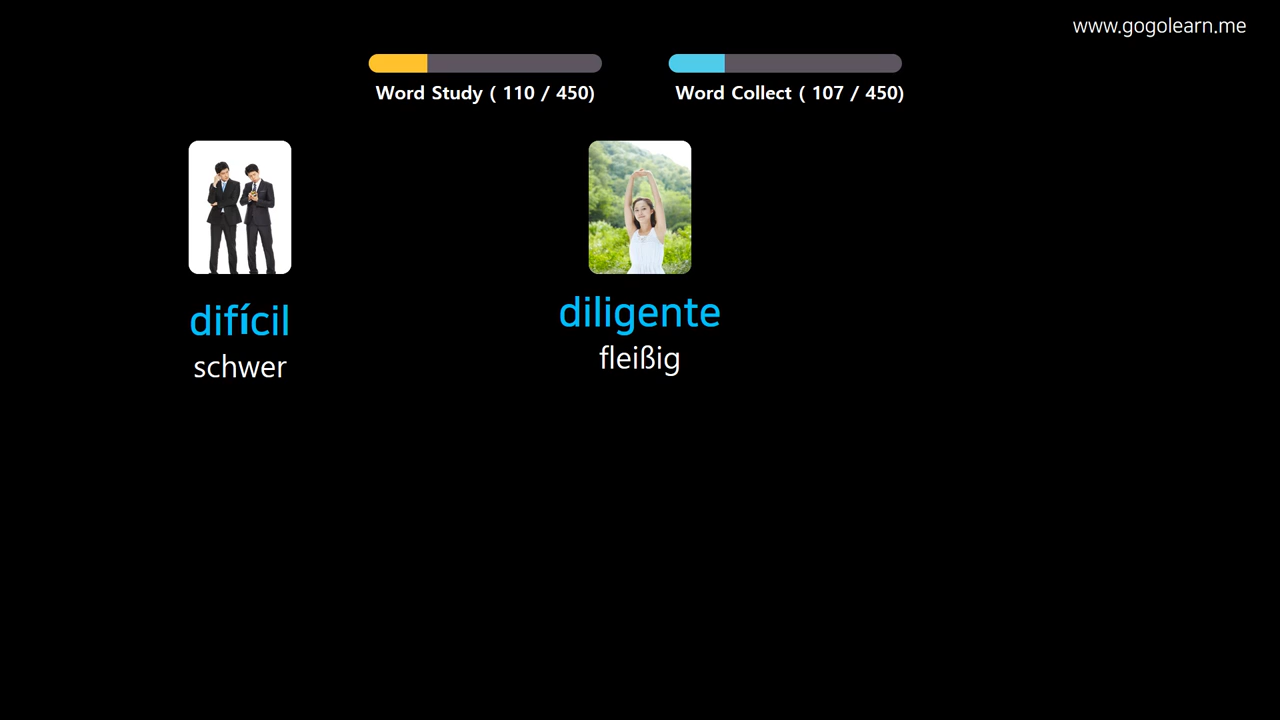 www.gogolearn.me
Word Study ( 110 / 450)
Word Collect ( 107 / 450)
difícil
schwer
diligente
fleißig